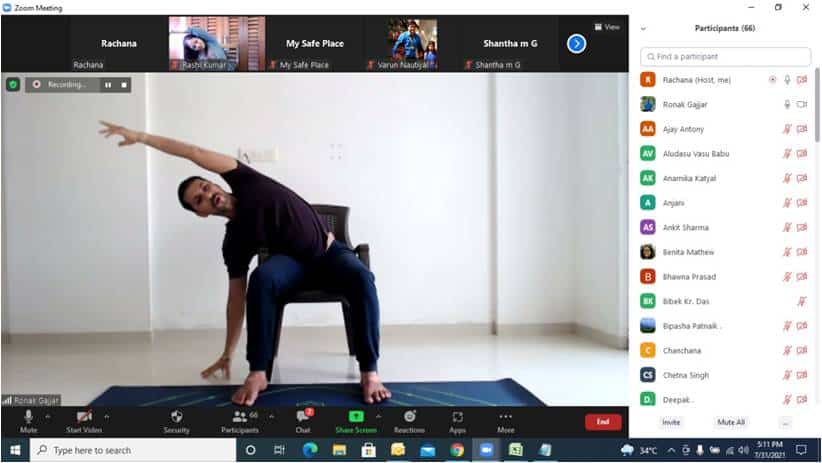 Zoom Meeting
View
Rachana
My Safe Place
Shantha m G
Rachana
Rashi Kumar
My Safe Place
Varun Nautiyal
Shantha m G
Recording...
Ronak Gajjar
Participants (66)
Find a participant
R Rachana (Host, me)
Ronak Gajjar
AA Ajay Antony
AV Aludasu Vasu Babu
AK Anamika Katyal
A Anjani
AS Ankit Sharma
Benita Mathew
B Bhawna Prasad
BK Bibek Kr. Das
Bipasha Patnaik .
C Chanchana
CS Chetna Singh
D. Deepak .
Invite
Mute All
...
Mute
Start Video
Security
66
Participants
2
Chat
Share Screen
Reactions
Apps
More
End
Type here to search
34°C
5:11 PM
7/31/2021